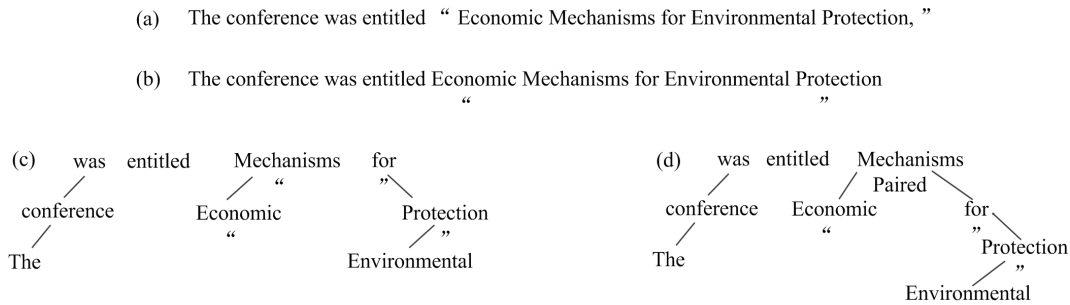 (a) The conference was entitled “ Economic Mechanisms for Environmental Protection, ”
(b) The conference was entitled Economic Mechanisms for Environmental Protection
“ ”
(c) was entitled Mechanisms for
“ ”
conference Economic Protection
“ ”
The Environmental
(d) was entitled Mechanisms
Paired
conference Economic for
“ ”
The Protection
”
Environmental